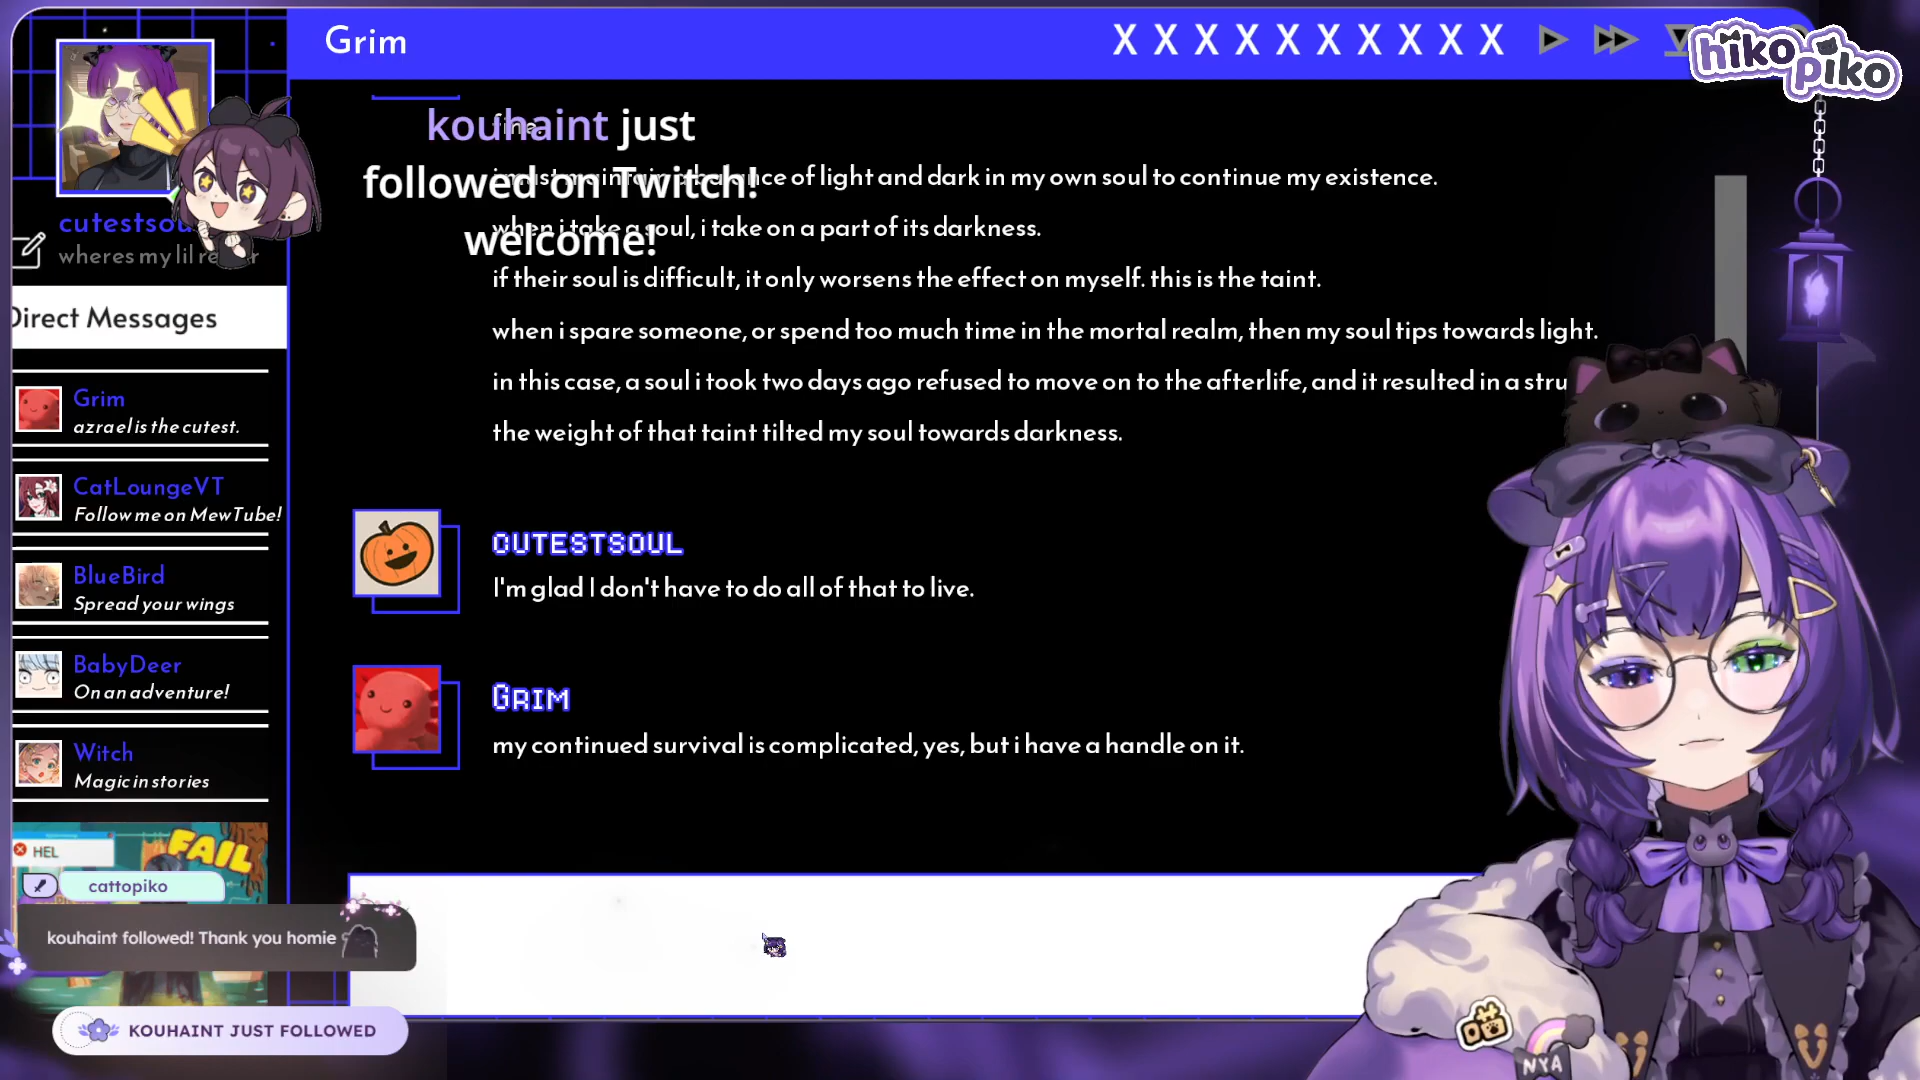 Grim
X X X X X X X X X X
hiko
piko
kouhaint just
followed on Twitch!
welcome!
fine.
i must maintain a balance of light and dark in my own soul to continue my existence.
when i take a soul, i take on a part of its darkness.
if their soul is difficult, it only worsens the effect on myself. this is the taint.
when i spare someone, or spend too much time in the mortal realm, then my soul tips towards light.
in this case, a soul i took two days ago refused to move on to the afterlife, and it resulted in a stru
the weight of that taint tilted my soul towards darkness.
CUTESTSOUL
I'm glad I don't have to do all of that to live.
GRIM
my continued survival is complicated, yes, but i have a handle on it.
cutestsou
wheres my lil re
Direct Messages
Grim
azrael is the cutest.
CatLoungeVT
Follow me on MewTube!
BlueBird
Spread your wings
BabyDeer
On an adventure!
Witch
Magic in stories
FAIL
HEL
cattopiko
kouhaint followed! Thank you homie
KOUHAINT JUST FOLLOWED
NYA